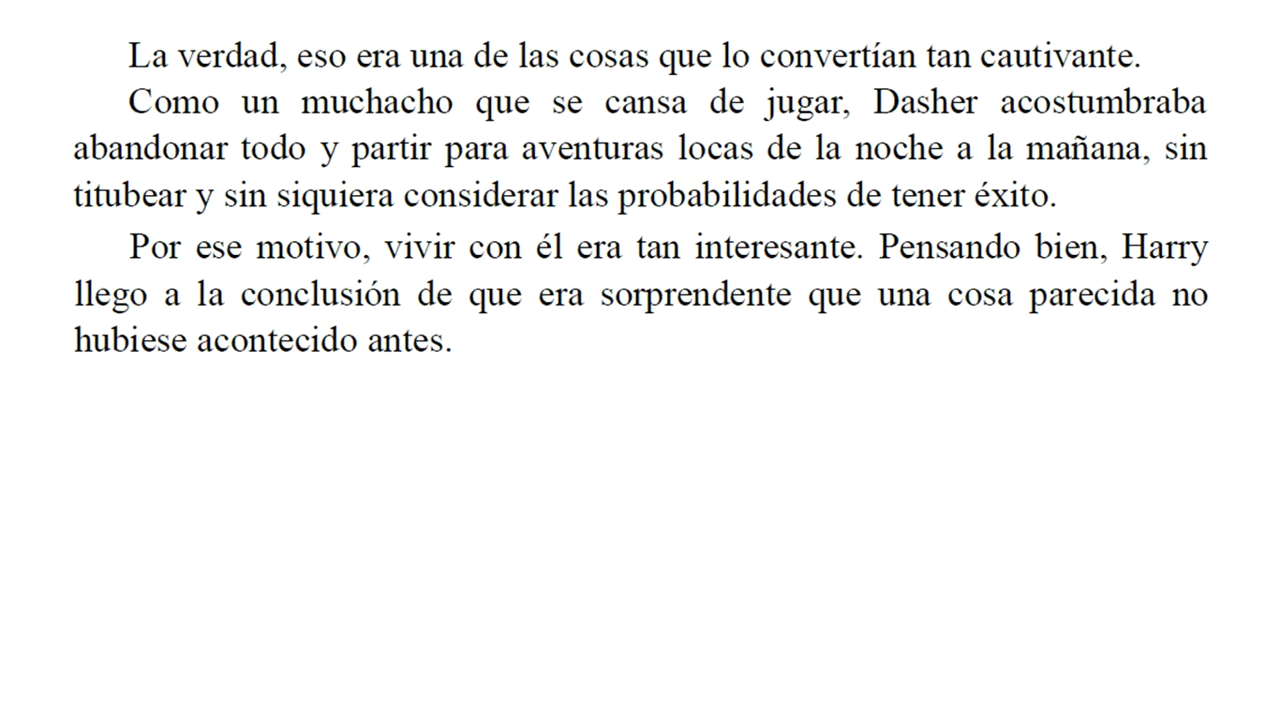 La verdad, eso era una de las cosas que lo convertían tan cautivante.
Como un muchacho que se cansa de jugar, Dasher acostumbraba
abandonar todo y partir para aventuras locas de la noche a la mañana, sin
titubear y sin siquiera considerar las probabilidades de tener éxito.
Por ese motivo, vivir con él era tan interesante. Pensando bien, Harry
llego a la conclusión de que era sorprendente que una cosa parecida no
hubiese acontecido antes.